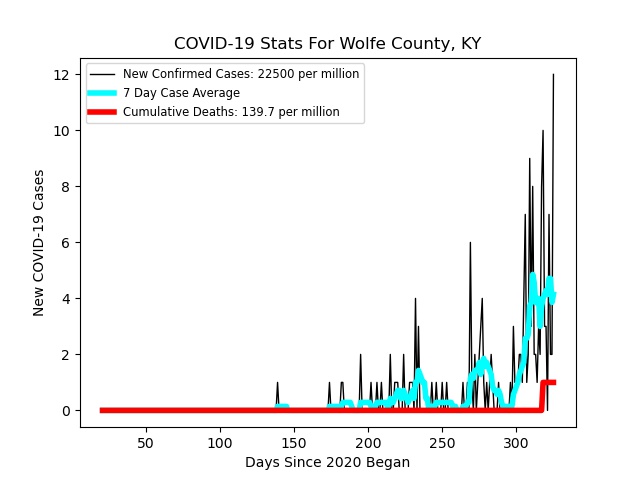 COVID-19 Stats For Wolfe County, KY
New Confirmed Cases: 22500 per million
7 Day Case Average
Cumulative Deaths: 139.7 per million
New COVID-19 Cases
12
10
8
6
4
2
0
50 100 150 200 250 300
Days Since 2020 Began